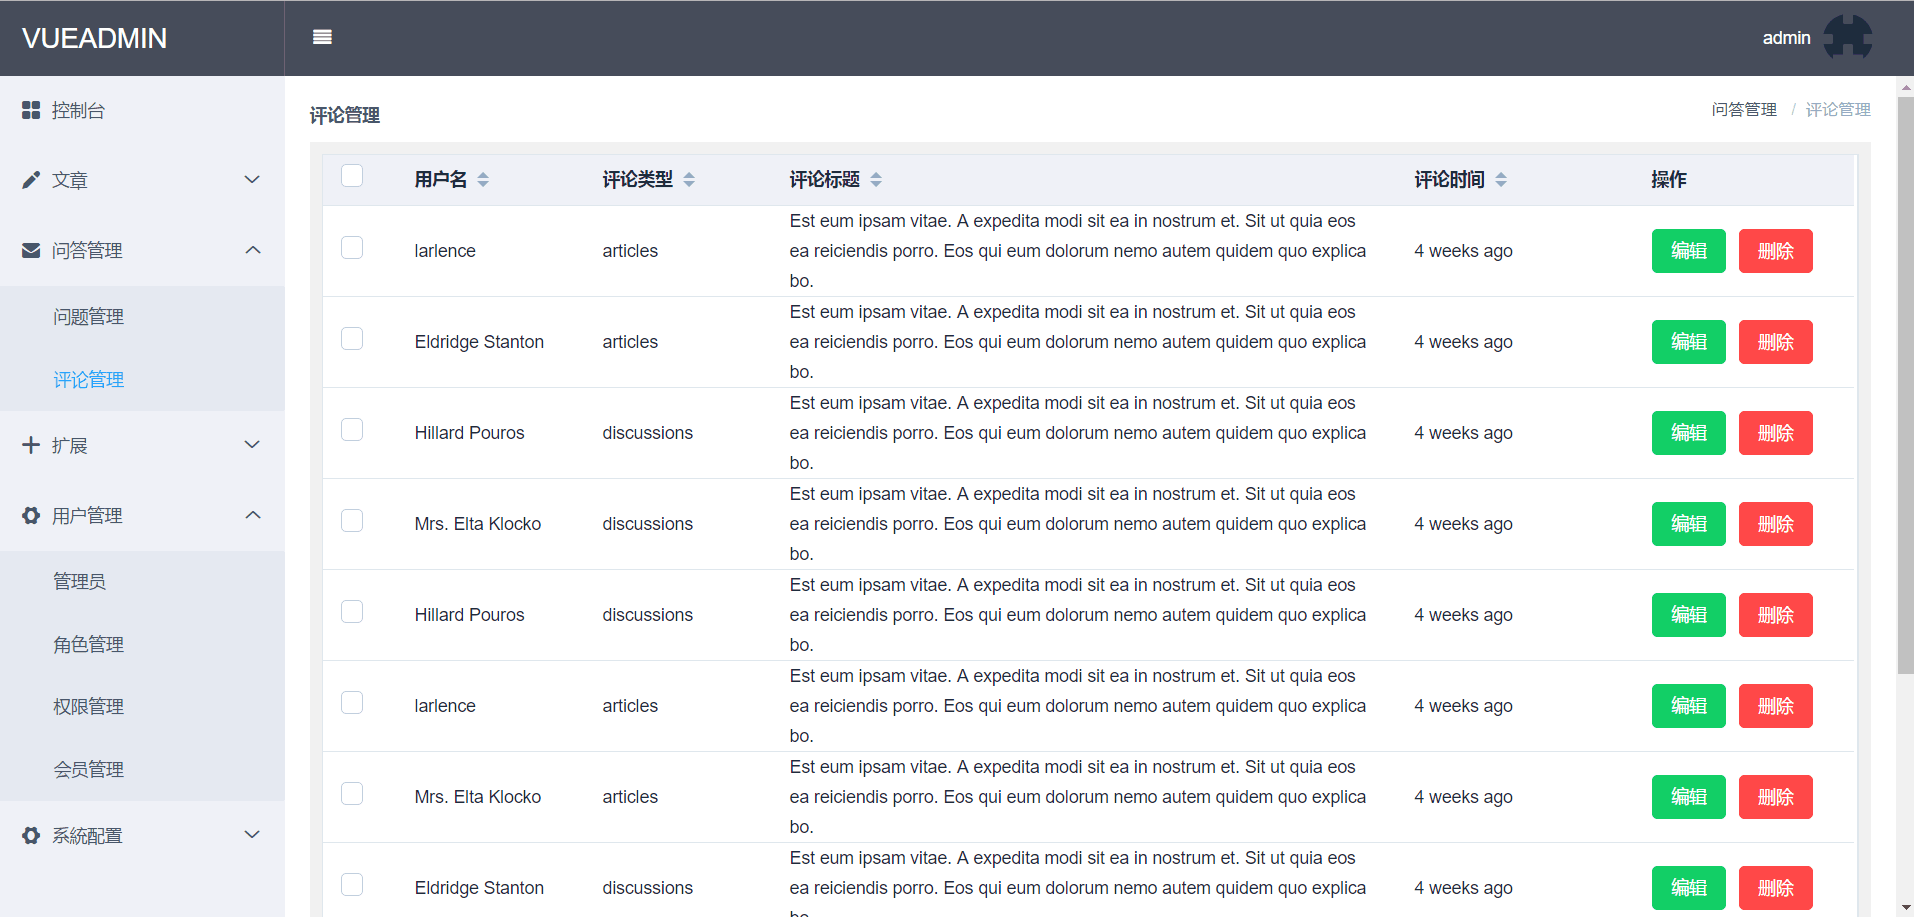 VUEADMIN
admin
控制台
文章
问答管理
问题管理
评论管理
扩展
用户管理
管理员
角色管理
权限管理
会员管理
系統配置
评论管理
问答管理 / 评论管理
用户名 评论类型 评论标题 评论时间 操作
larlence articles Est eum ipsam vitae. A expedita modi sit ea in nostrum et. Sit ut quia eos
ea reiciendis porro. Eos qui eum dolorum nemo autem quidem quo explica
bo. 4 weeks ago 编辑 删除
Eldridge Stanton articles Est eum ipsam vitae. A expedita modi sit ea in nostrum et. Sit ut quia eos
ea reiciendis porro. Eos qui eum dolorum nemo autem quidem quo explica
bo. 4 weeks ago 编辑 删除
Hillard Pouros discussions Est eum ipsam vitae. A expedita modi sit ea in nostrum et. Sit ut quia eos
ea reiciendis porro. Eos qui eum dolorum nemo autem quidem quo explica
bo. 4 weeks ago 编辑 删除
Mrs. Elta Klocko discussions Est eum ipsam vitae. A expedita modi sit ea in nostrum et. Sit ut quia eos
ea reiciendis porro. Eos qui eum dolorum nemo autem quidem quo explica
bo. 4 weeks ago 编辑 删除
Hillard Pouros discussions Est eum ipsam vitae. A expedita modi sit ea in nostrum et. Sit ut quia eos
ea reiciendis porro. Eos qui eum dolorum nemo autem quidem quo explica
bo. 4 weeks ago 编辑 删除
larlence articles Est eum ipsam vitae. A expedita modi sit ea in nostrum et. Sit ut quia eos
ea reiciendis porro. Eos qui eum dolorum nemo autem quidem quo explica
bo. 4 weeks ago 编辑 删除
Mrs. Elta Klocko articles Est eum ipsam vitae. A expedita modi sit ea in nostrum et. Sit ut quia eos
ea reiciendis porro. Eos qui eum dolorum nemo autem quidem quo explica
bo. 4 weeks ago 编辑 删除
Eldridge Stanton discussions Est eum ipsam vitae. A expedita modi sit ea in nostrum et. Sit ut quia eos
ea reiciendis porro. Eos qui eum dolorum nemo autem quidem quo explica
4 weeks ago 编辑 删除